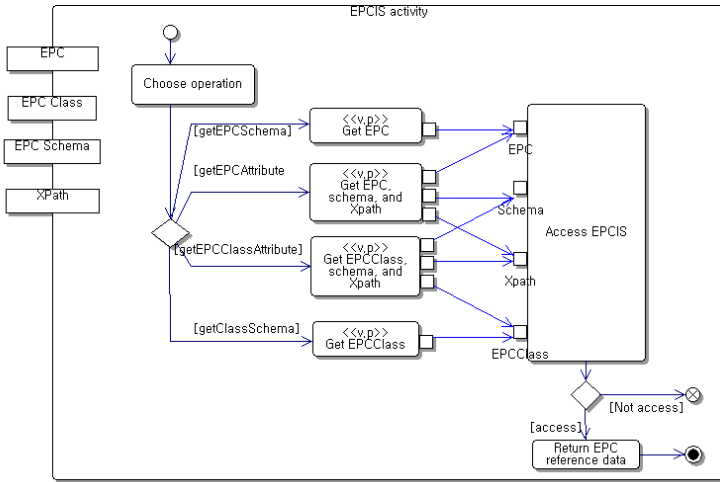 EPCIS activity
EPC
EPC Class
EPC Schema
XPath
Choose operation
[getEPCSchema]
<<v,p>>
Get EPC
[getEPCAttribute
<<v,p>>
Get EPC,
schema, and
Xpath
[getEPCClassAttribute]
<<v,p>>
Get EPCClass,
schema, and
Xpath
[getClassSchema]
<<v,p>>
Get EPCClass
EPC
Schema
Xpath
EPCClass
Access EPCIS
[Not access]
[access]
Return EPC
reference data